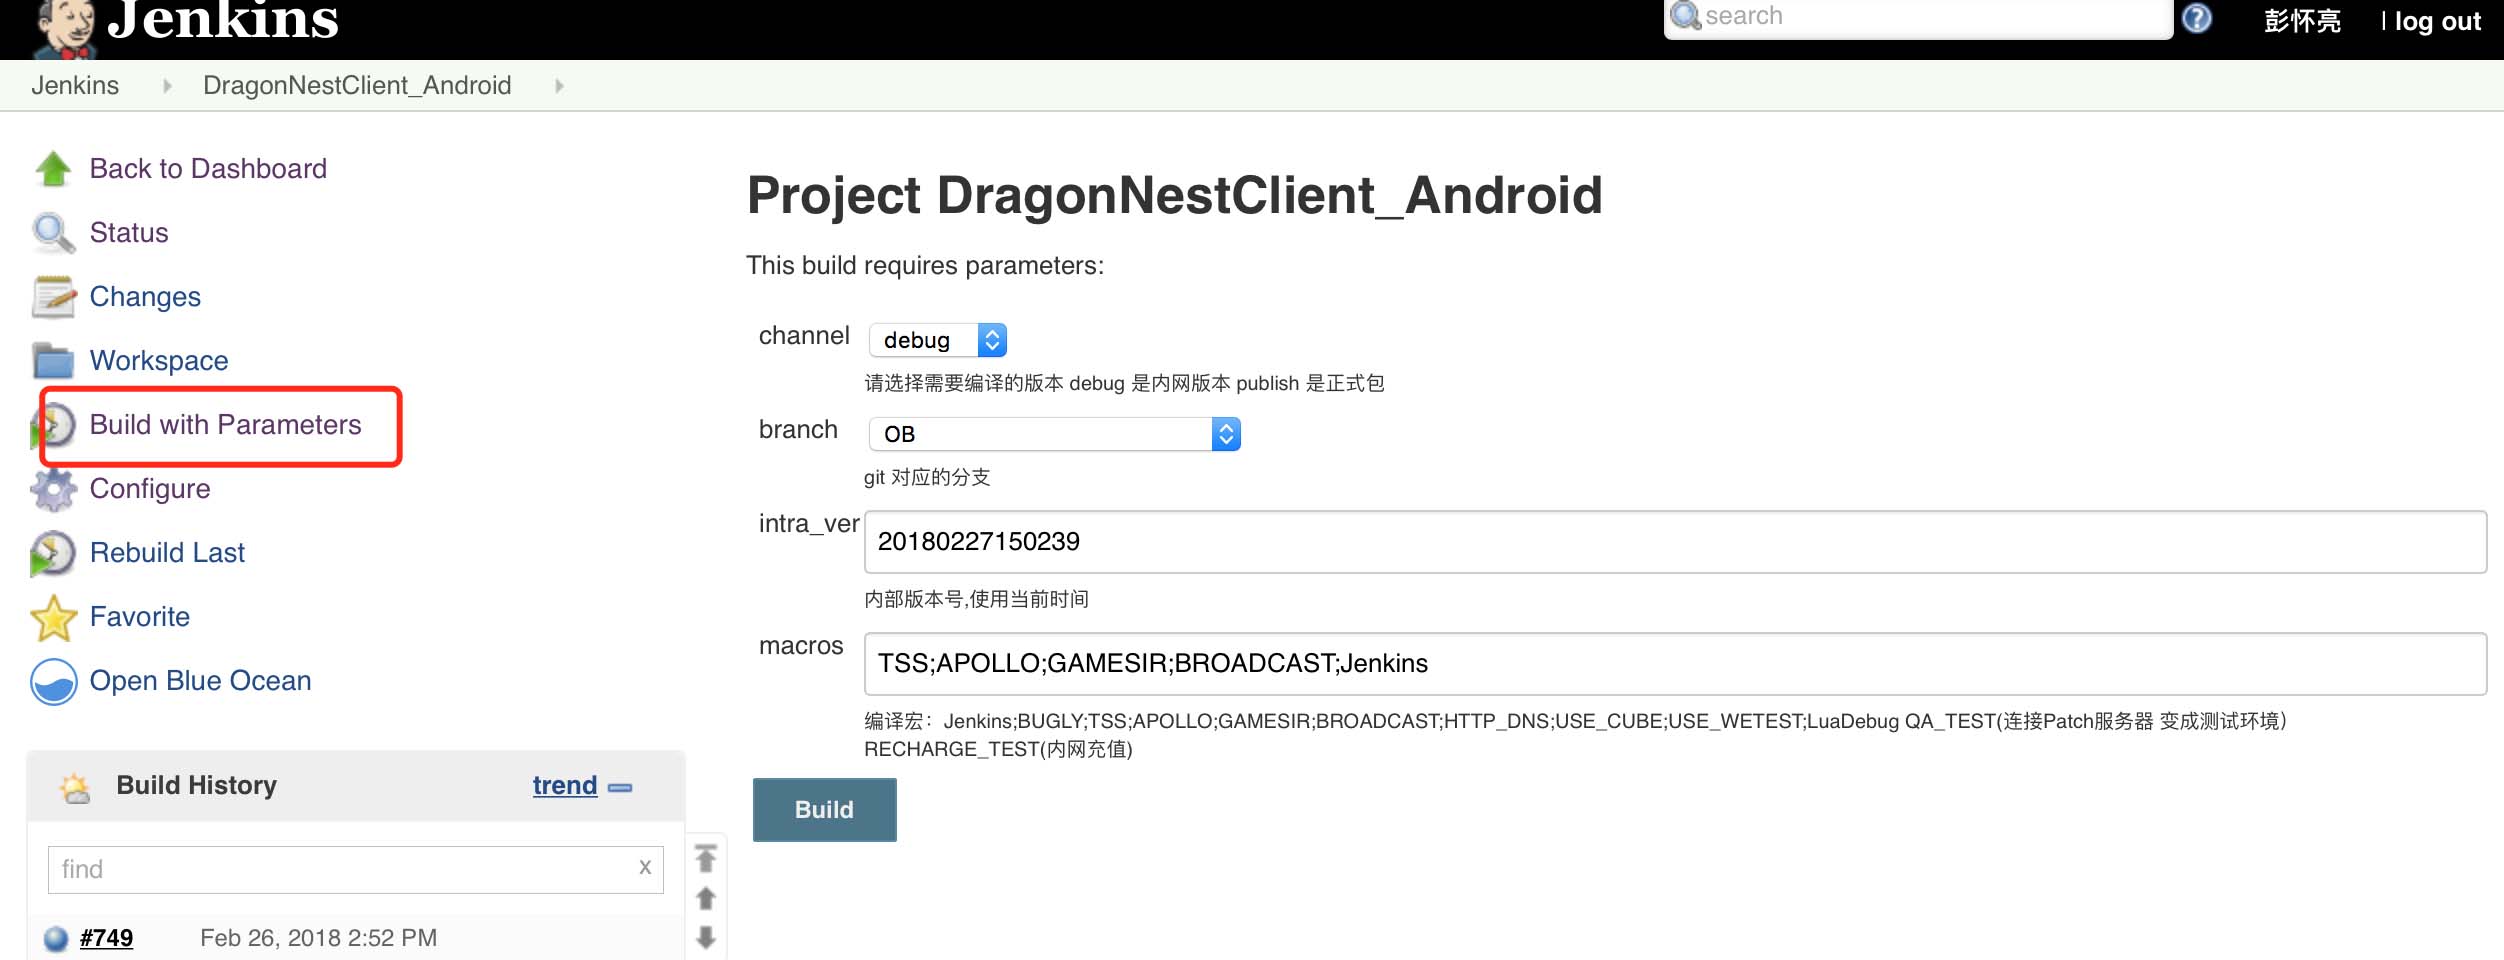 Jenkins
search
彭怀亮
| log out
Jenkins
DragonNestClient_Android
Back to Dashboard
Status
Changes
Workspace
Build with Parameters
Configure
Rebuild Last
Favorite
Open Blue Ocean
Build History
trend
find
x
#749
Feb 26, 2018 2:52 PM
Project DragonNestClient_Android
This build requires parameters:
channel
debug
请选择需要编译的版本 debug 是内网版本 publish 是正式包
branch
OB
git 对应的分支
intra_ver
20180227150239
内部版本号,使用当前时间
macros
TSS;APOLLO;GAMESIR;BROADCAST;Jenkins
编译宏：Jenkins;BUGLY;TSS;APOLLO;GAMESIR;BROADCAST;HTTP_DNS;USE_CUBE;USE_WETEST;LuaDebug QA_TEST(连接Patch服务器 变成测试环境）
RECHARGE_TEST(内网充值)
Build